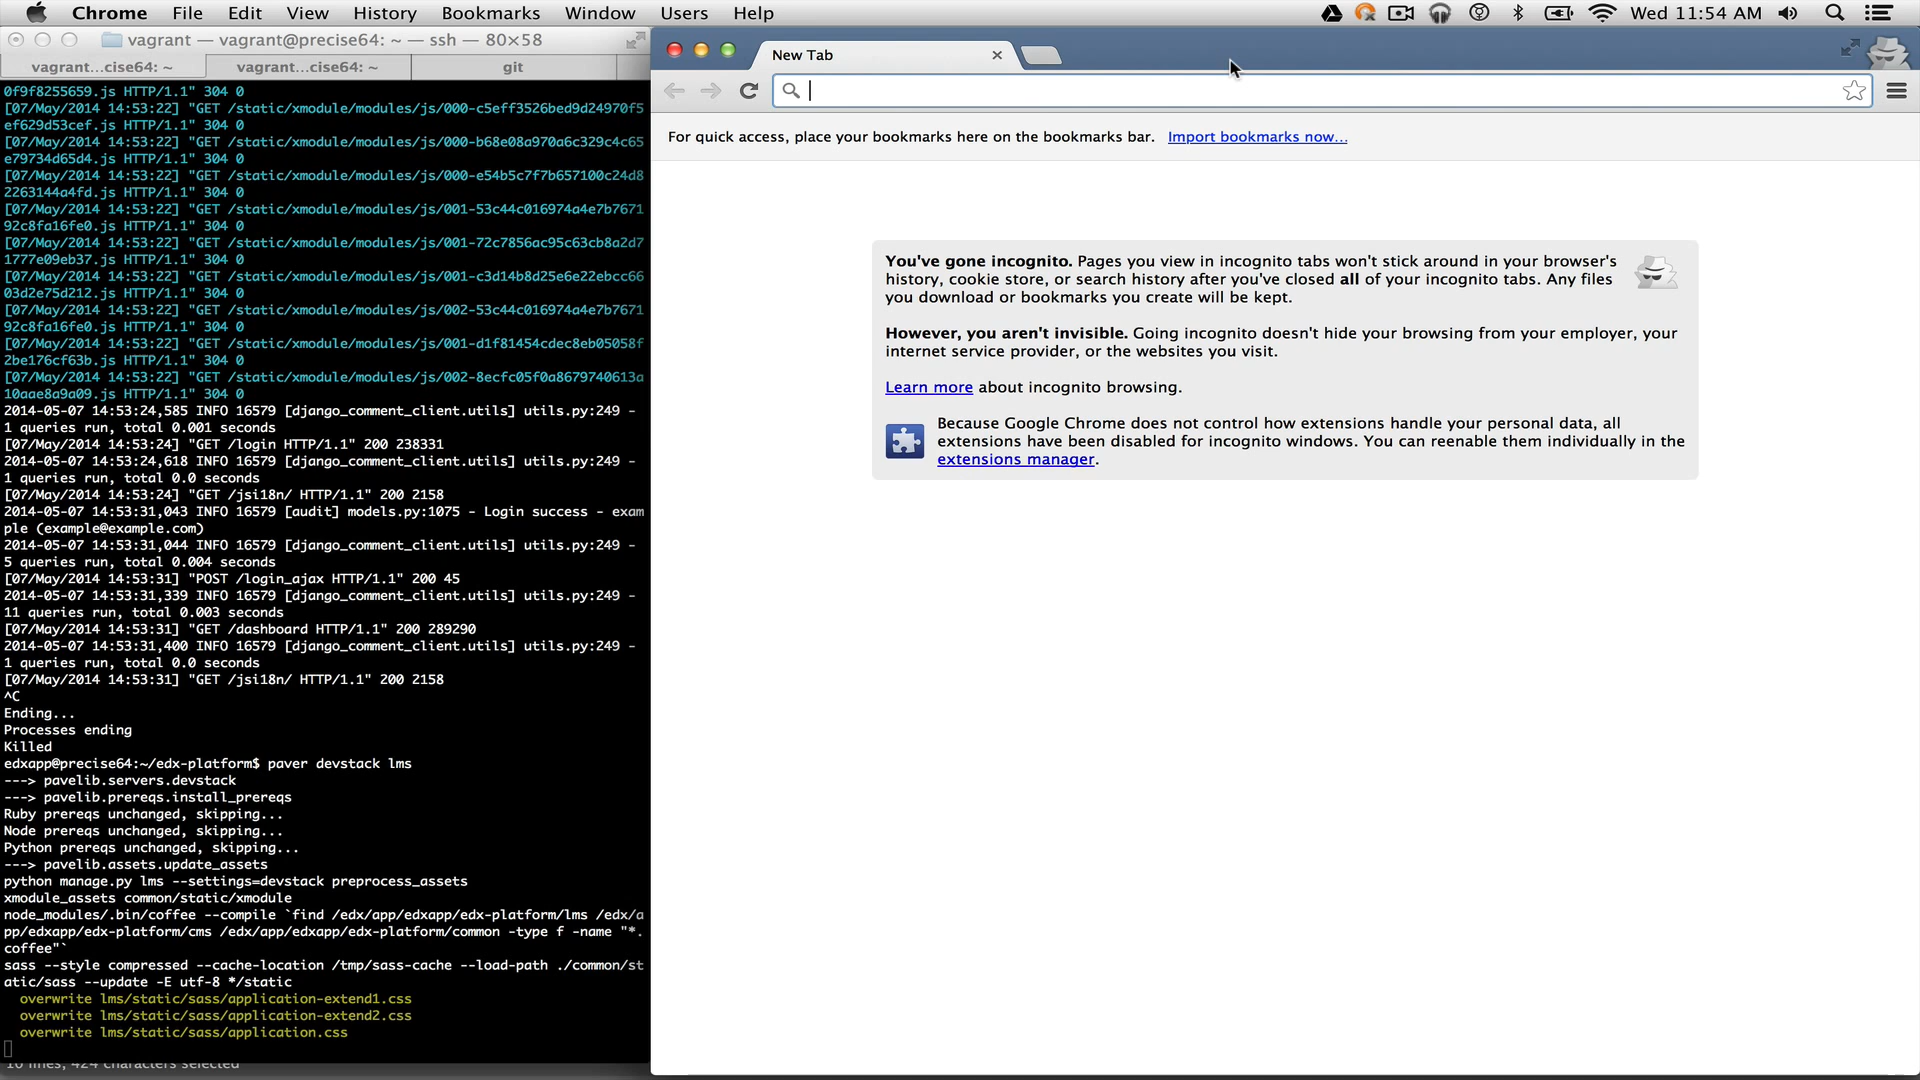 Chrome File Edit View History Bookmarks Window Users Help Wed 11:54 AM
vagrant — vagrant@precise64: ~ — ssh — 80×58
vagrant...cise64: ~ vagrant...cise64: ~ git
0f9f8255659.js HTTP/1.1" 304 0
[07/May/2014 14:53:22] "GET /static/xmodule/modules/js/000-c5eff3526bed9d24970f5
ef629d53cef.js HTTP/1.1" 304 0
[07/May/2014 14:53:22] "GET /static/xmodule/modules/js/000-b68e08a970a6c329c4c65
e79734d65d4.js HTTP/1.1" 304 0
[07/May/2014 14:53:22] "GET /static/xmodule/modules/js/000-e54b5c7f7b657100c24d8
2263144a4fd.js HTTP/1.1" 304 0
[07/May/2014 14:53:22] "GET /static/xmodule/modules/js/001-53c44c016974a4e7b7671
92c8fa16fe0.js HTTP/1.1" 304 0
[07/May/2014 14:53:22] "GET /static/xmodule/modules/js/001-72c7856ac95c63cb8a2d7
1777e09eb37.js HTTP/1.1" 304 0
[07/May/2014 14:53:22] "GET /static/xmodule/modules/js/001-c3d14b8d25e6e22ebcc66
03d2e75d212.js HTTP/1.1" 304 0
[07/May/2014 14:53:22] "GET /static/xmodule/modules/js/002-53c44c016974a4e7b7671
92c8fa16fe0.js HTTP/1.1" 304 0
[07/May/2014 14:53:22] "GET /static/xmodule/modules/js/001-d1f81454cdec8eb05058f
2be176cf63b.js HTTP/1.1" 304 0
[07/May/2014 14:53:22] "GET /static/xmodule/modules/js/002-8ecfc05f0a8679740613a
10aae8a9a09.js HTTP/1.1" 304 0
2014-05-07 14:53:24,585 INFO 16579 [django_comment_client.utils] utils.py:249 -
1 queries run, total 0.001 seconds
[07/May/2014 14:53:24] "GET /login HTTP/1.1" 200 238331
2014-05-07 14:53:24,618 INFO 16579 [django_comment_client.utils] utils.py:249 -
1 queries run, total 0.0 seconds
[07/May/2014 14:53:24] "GET /jsi18n/ HTTP/1.1" 200 2158
2014-05-07 14:53:31,043 INFO 16579 [audit] models.py:1075 - Login success - exam
ple (example@example.com)
2014-05-07 14:53:31,044 INFO 16579 [django_comment_client.utils] utils.py:249 -
5 queries run, total 0.004 seconds
[07/May/2014 14:53:31] "POST /login_ajax HTTP/1.1" 200 45
2014-05-07 14:53:31,339 INFO 16579 [django_comment_client.utils] utils.py:249 -
11 queries run, total 0.003 seconds
[07/May/2014 14:53:31] "GET /dashboard HTTP/1.1" 200 289290
2014-05-07 14:53:31,400 INFO 16579 [django_comment_client.utils] utils.py:249 -
1 queries run, total 0.0 seconds
[07/May/2014 14:53:31] "GET /jsi18n/ HTTP/1.1" 200 2158
^C
Ending...
Processes ending
Killed
edxapp@precise64:~/edx-platform$ paver devstack lms
---> pavelib.servers.devstack
---> pavelib.prereqs.install_prereqs
Ruby prereqs unchanged, skipping...
Node prereqs unchanged, skipping...
Python prereqs unchanged, skipping...
---> pavelib.assets.update_assets
python manage.py lms --settings=devstack preprocess_assets
xmodule_assets common/static/xmodule
node_modules/.bin/coffee --compile `find /edx/app/edxapp/edx-platform/lms /edx/a
pp/edxapp/edx-platform/cms /edx/app/edxapp/edx-platform/common -type f -name "*.
coffee"`
sass --style compressed --cache-location /tmp/sass-cache --load-path ./common/st
atic/sass --update -E utf-8 */static
overwrite lms/static/sass/application-extend1.css
overwrite lms/static/sass/application-extend2.css
overwrite lms/static/sass/application.css
16 lines, 424 characters selected
New Tab
For quick access, place your bookmarks here on the bookmarks bar. Import bookmarks now...
You've gone incognito. Pages you view in incognito tabs won't stick around in your browser's
history, cookie store, or search history after you've closed all of your incognito tabs. Any files
you download or bookmarks you create will be kept.
However, you aren't invisible. Going incognito doesn't hide your browsing from your employer, your
internet service provider, or the websites you visit.
Learn more about incognito browsing.
Because Google Chrome does not control how extensions handle your personal data, all
extensions have been disabled for incognito windows. You can reenable them individually in the
extensions manager.